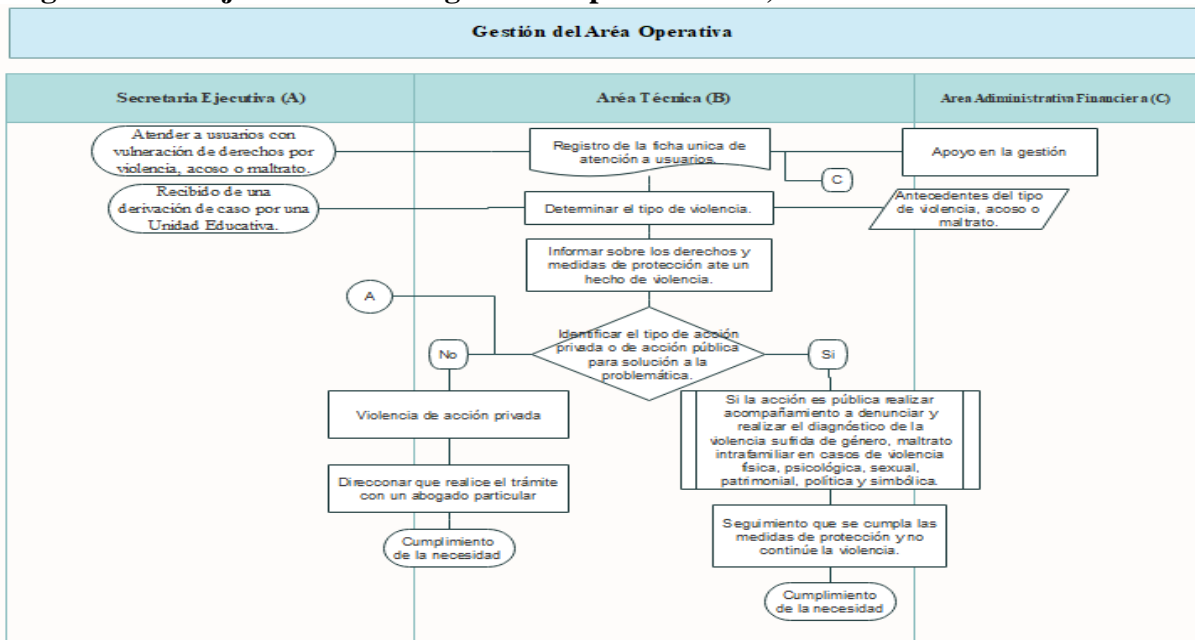 Gestión del Aréa Operativa
Secretaria Ejecutiva (A)
Aréa Técnica (B)
Area Adiministrativa Financiera (C)
Atender a usuarios con
vulneración de derechos por
violencia, acoso o maltrato.
Registro de la ficha unica de
atención a usuarios.
Apoyo en la gestión
C
Recibido de una
derivación de caso por una
Unidad Educativa.
Determinar el tipo de violencia.
Antecedentes del tipo
de violencia, acoso o
maltrato.
Informar sobre los derechos y
medidas de protección ate un
hecho de violencia.
A
Identificar el tipo de acción
privada o de acción pública
para solución a la
problemática.
No
Si
Violencia de acción privada
Si la acción es pública realizar
acompañamiento a denunciar y
realizar el diagnóstico de la
violencia sufrida de género, maltrato
intrafamiliar en casos de violencia
física, psicológica, sexual,
patrimonial, política y simbólica.
Direcconar que realice el trámite
con un abogado particular
Seguimiento que se cumpla las
medidas de protección y no
continúe la violencia.
Cumplimiento
de la necesidad
Cumplimiento
de la necesidad